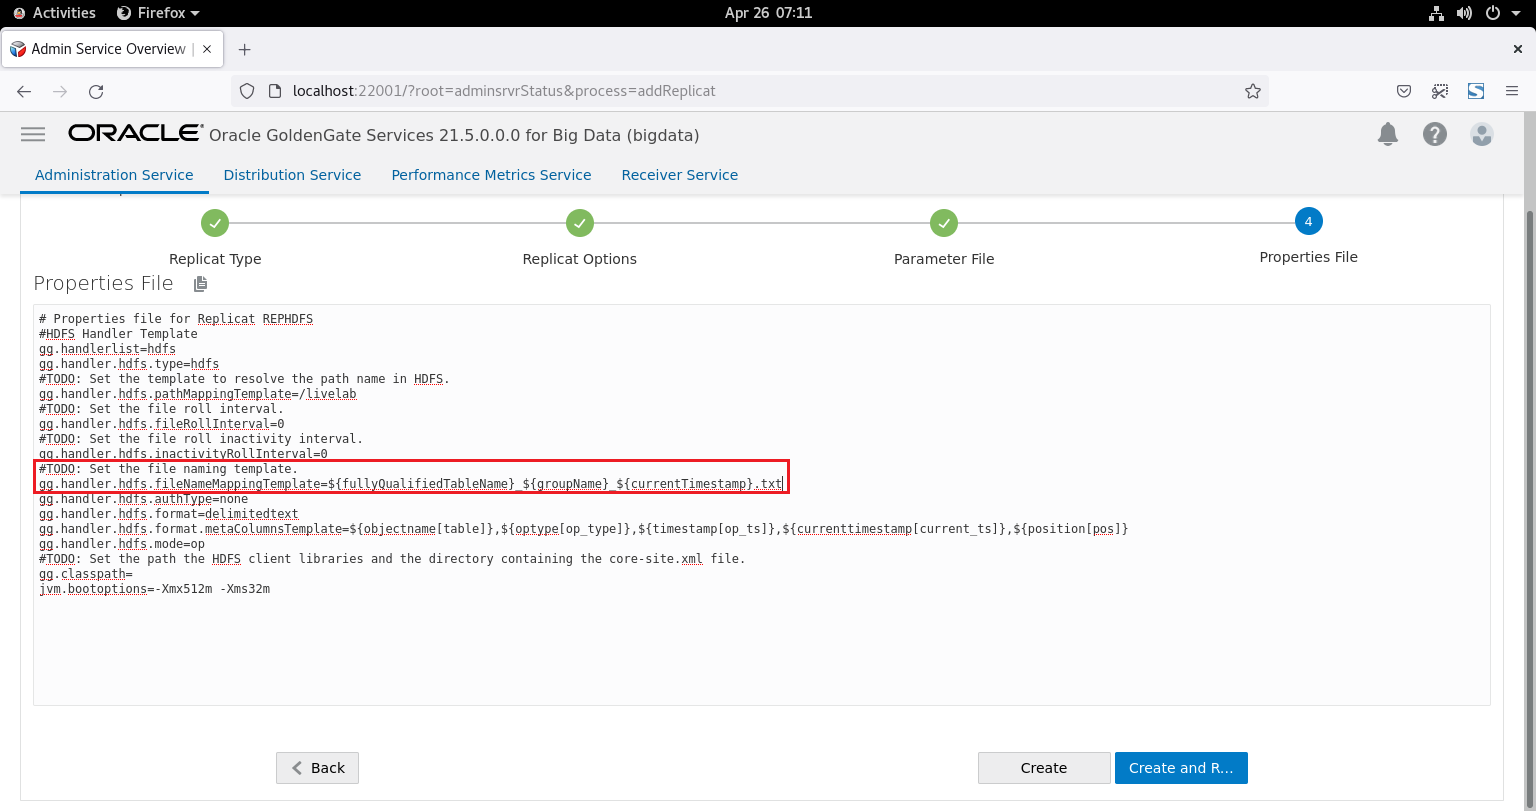 Activities Firefox Apr 26 07:11
Admin Service Overview
localhost:22001/?root=adminsrvrStatus&process=addReplicat
ORACLE Oracle GoldenGate Services 21.5.0.0.0 for Big Data (bigdata)
Administration Service Distribution Service Performance Metrics Service Receiver Service
4
Replicat Type Replicat Options Parameter File Properties File
Properties File
# Properties file for Replicat REPHDFS
#HDFS Handler Template
gg.handlerlist=hdfs
gg.handler.hdfs.type=hdfs
#TODO: Set the template to resolve the path name in HDFS.
gg.handler.hdfs.pathMappingTemplate=/livelab
#TODO: Set the file roll interval.
gg.handler.hdfs.fileRollInterval=0
#TODO: Set the file roll inactivity interval.
gg.handler.hdfs.inactivityRollInterval=0
#TODO: Set the file naming template.
gg.handler.hdfs.fileNameMappingTemplate=${fullyQualifiedTableName}_${groupName}_${currentTimestamp}.txt
gg.handler.hdfs.authType=none
gg.handler.hdfs.format=delimitedtext
gg.handler.hdfs.format.metaColumnsTemplate=${objectname[table]},${optype[op_type]},${timestamp[op_ts]},${currenttimestamp[current_ts]},${position[pos]}
gg.handler.hdfs.mode=op
#TODO: Set the path the HDFS client libraries and the directory containing the core-site.xml file.
gg.classpath=
jvm.bootoptions=-Xmx512m -Xms32m
Back Create Create and R...